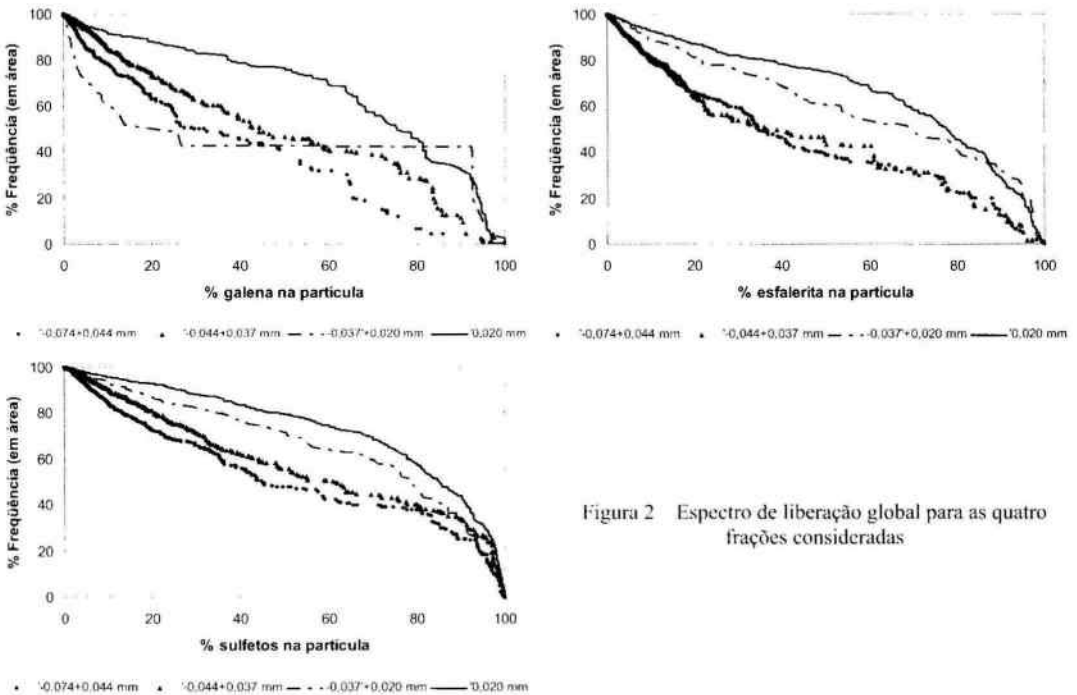 % Freqüência (em área)
100
80
60
40
20
0
0 20 40 60 80 100
% galena na partícula
'-0,074+0,044 mm '-0,044+0,037 mm -0,037'+0,020 mm '0,020 mm
% Freqüência (em área)
100
80
60
40
20
0
0 20 40 60 80 100
% esfalerita na partícula
'-0,074+0,044 mm '-0,044+0,037 mm -0,037'+0,020 mm '0,020 mm
% Freqüência (em área)
100
80
60
40
20
0
0 20 40 60 80 100
% sulfetos na partícula
'-0,074+0,044 mm '-0,044+0,037 mm -0,037'+0,020 mm '0,020 mm
Figura 2 Espectro de liberação global para as quatro
frações consideradas